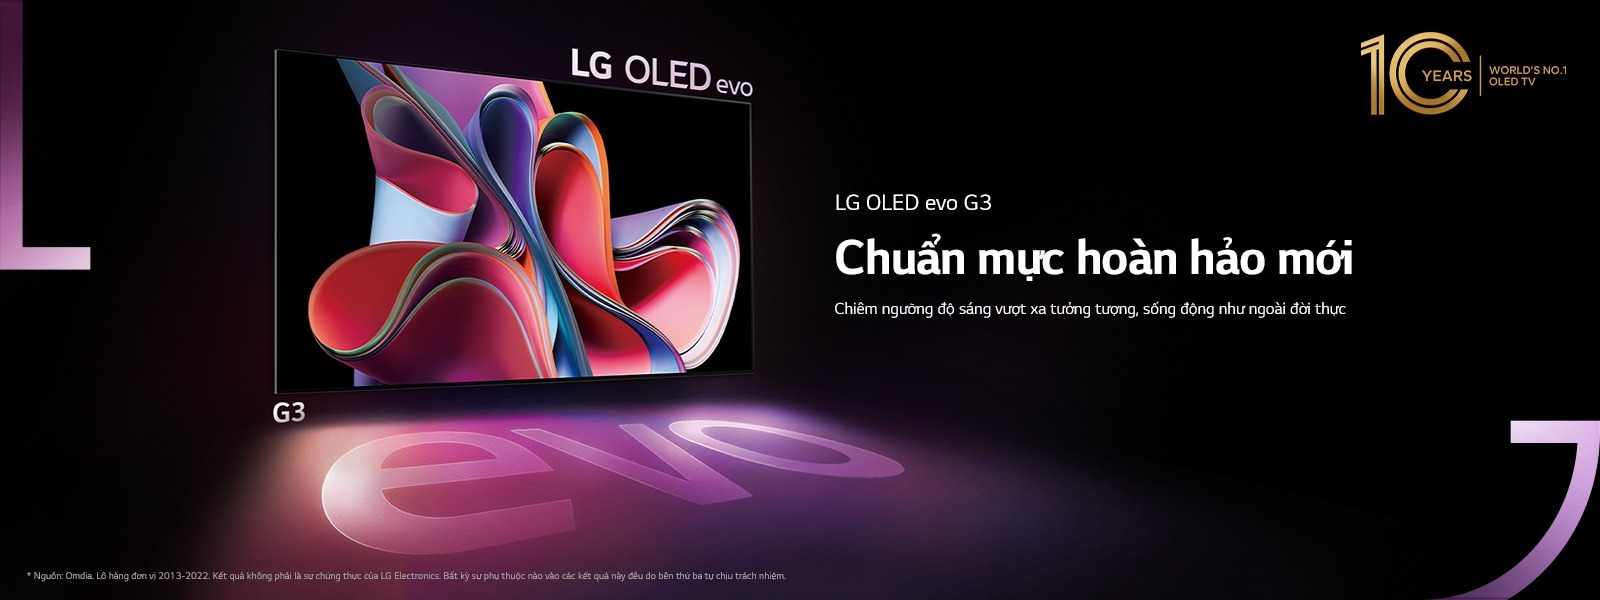 LG OLED evo
10 YEARS
WORLD'S NO.1
OLED TV
LG OLED evo G3
Chuẩn mực hoàn hảo mới
Chiêm ngưỡng độ sáng vượt xa tưởng tượng, sống động như ngoài đời thực
G3
evo
* Nguồn: Omdia. Lô hàng đơn vị 2013-2022. Kết quả không phải là sự chứng thực của LG Electronics. Bất kỳ sự phụ thuộc nào vào các kết quả này đều do bên thứ ba tự chịu trách nhiệm.